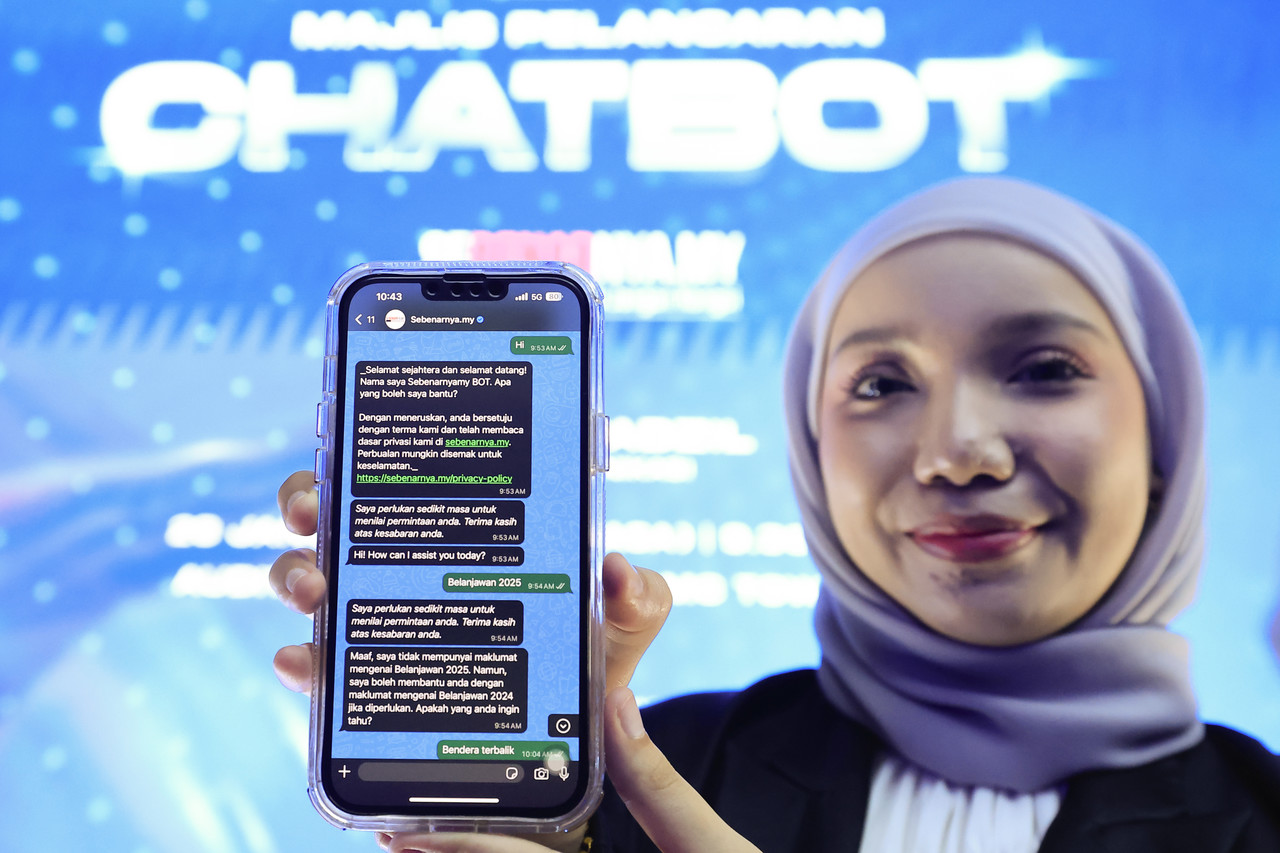 MAJLIS PELANCARAN
CHATBOT
10:43
5G
80
11
Sebenarnya.my
Hi 9:53 AM
_Selamat sejahtera dan selamat datang!
Nama saya Sebenarnyamy BOT. Apa
yang boleh saya bantu?
Dengan meneruskan, anda bersetuju
dengan terma kami dan telah membaca
dasar privasi kami di sebenarnya.my.
Perbualan mungkin disemak untuk
keselamatan._
https://sebenarnya.my/privacy-policy
9:53 AM
Saya perlukan sedikit masa untuk
menilai permintaan anda. Terima kasih
atas kesabaran anda. 9:53 AM
Hi! How can I assist you today? 9:53 AM
Belanjawan 2025 9:54 AM
Saya perlukan sedikit masa untuk
menilai permintaan anda. Terima kasih
atas kesabaran anda. 9:54 AM
Maaf, saya tidak mempunyai maklumat
mengenai Belanjawan 2025. Namun,
saya boleh membantu anda dengan
maklumat mengenai Belanjawan 2024
jika diperlukan. Apakah yang anda ingin
tahu? 9:54 AM
Bendera terbalik 10:04 AM